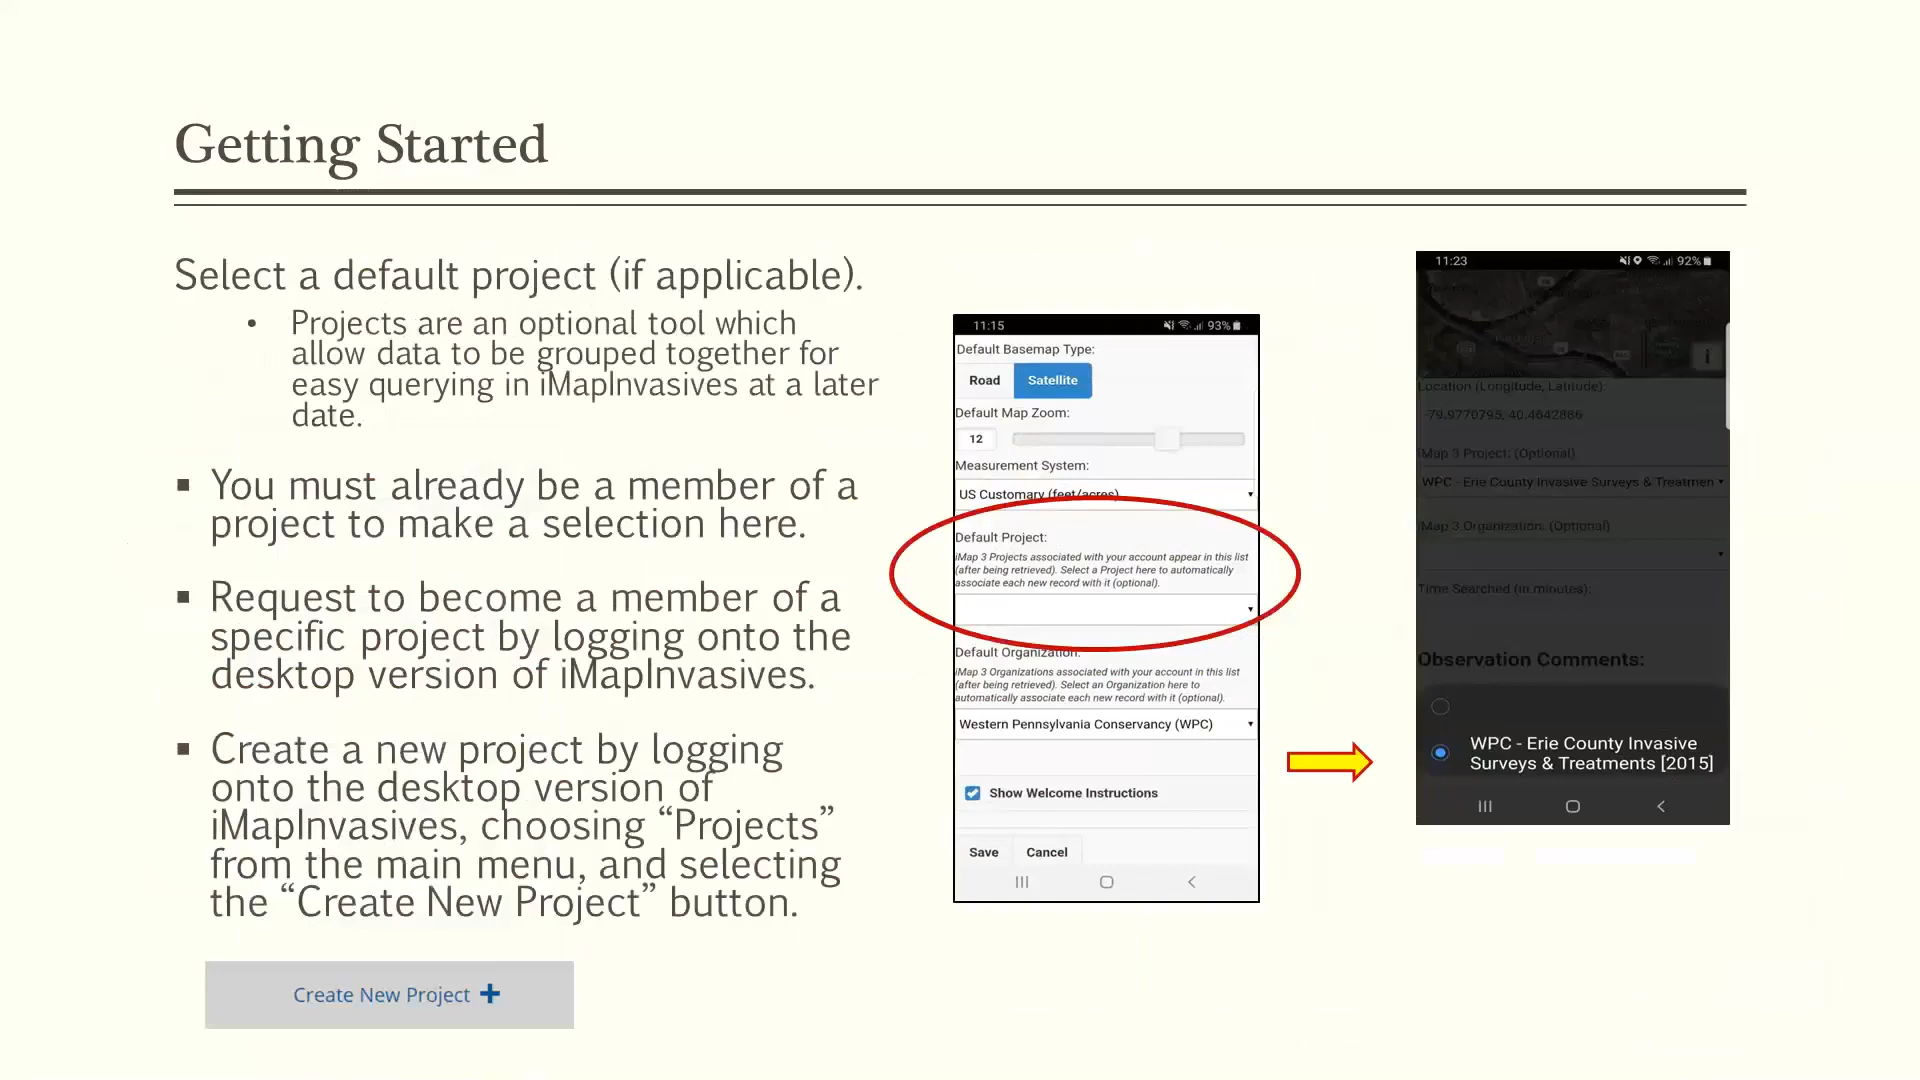 Getting Started
Select a default project (if applicable).
• Projects are an optional tool which
allow data to be grouped together for
easy querying in iMapInvasives at a later
date.
▪ You must already be a member of a
project to make a selection here.
▪ Request to become a member of a
specific project by logging onto the
desktop version of iMapInvasives.
▪ Create a new project by logging
onto the desktop version of
iMapInvasives, choosing “Projects”
from the main menu, and selecting
the “Create New Project” button.
Create New Project +
11:15 93%
Default Basemap Type:
Road Satellite
Default Map Zoom:
12
Measurement System:
US Customary (feet/acres)
Default Project:
iMap 3 Projects associated with your account appear in this list
(after being retrieved). Select a Project here to automatically
associate each new record with it (optional).
Default Organization:
iMap 3 Organizations associated with your account in this list
(after being retrieved). Select an Organization here to
automatically associate each new record with it (optional).
Western Pennsylvania Conservancy (WPC)
Show Welcome Instructions
Save Cancel
11:23 92%
Location (Longitude, Latitude):
-79.9770795, 40.4642866
iMap 3 Project: (Optional)
WPC - Erie County Invasive Surveys & Treatmen
iMap 3 Organization: (Optional)
Time Searched (in minutes):
Observation Comments:
WPC - Erie County Invasive
Surveys & Treatments [2015]